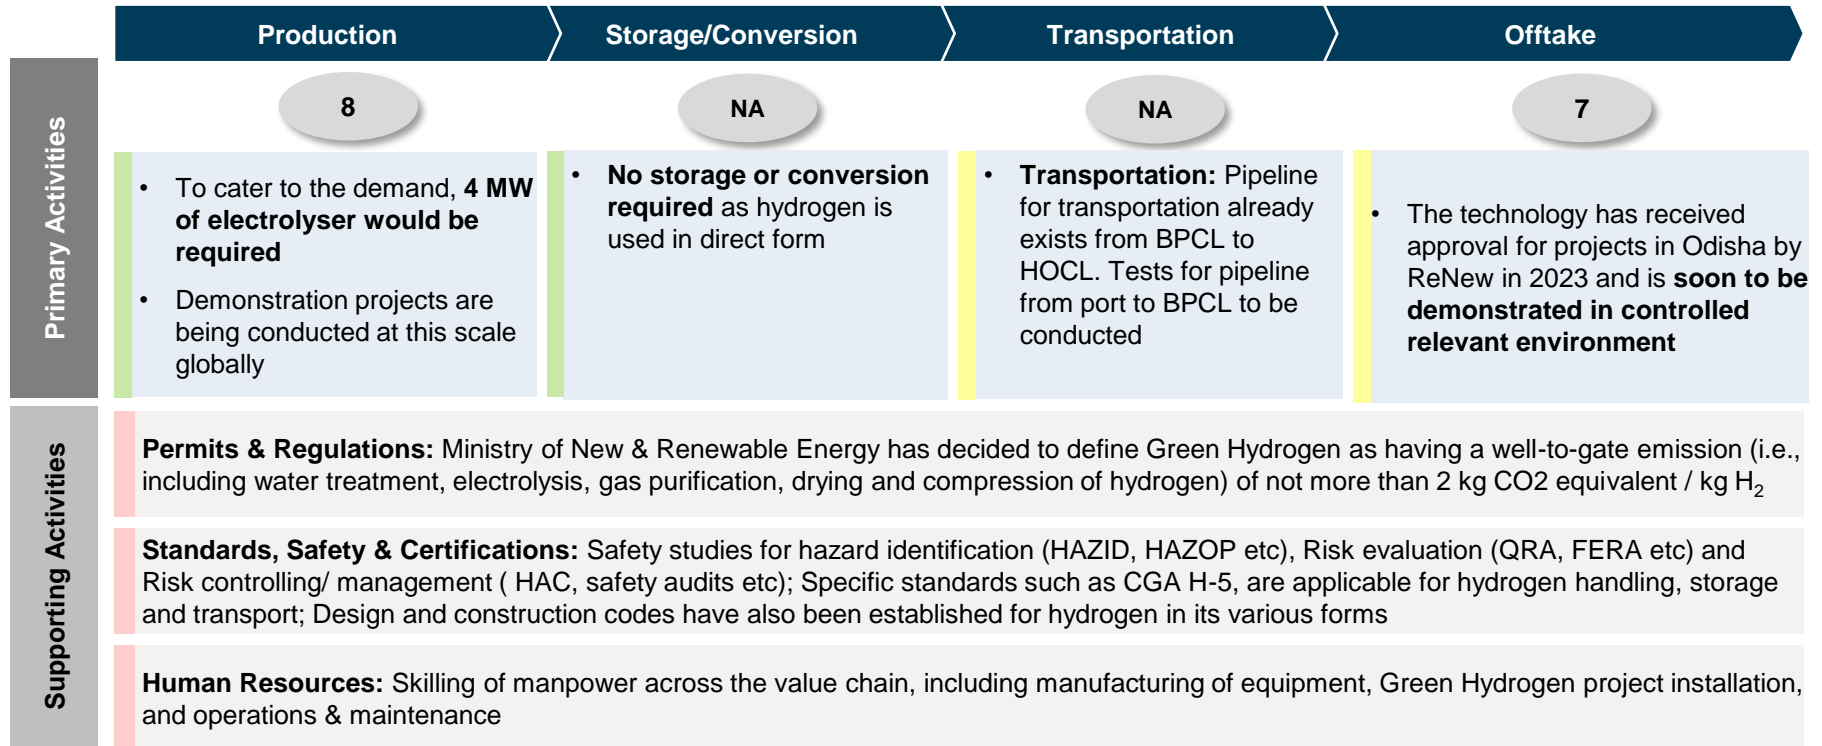 Production
Storage/Conversion
Transportation
Offtake
Primary Activities
8
NA
NA
7
• To cater to the demand, 4 MW
of electrolyser would be
required
• Demonstration projects are
being conducted at this scale
globally
• No storage or conversion
required as hydrogen is
used in direct form
• Transportation: Pipeline
for transportation already
exists from BPCL to
HOCL. Tests for pipeline
from port to BPCL to be
conducted
• The technology has received
approval for projects in Odisha by
ReNew in 2023 and is soon to be
demonstrated in controlled
relevant environment
Supporting Activities
Permits & Regulations: Ministry of New & Renewable Energy has decided to define Green Hydrogen as having a well-to-gate emission (i.e.,
including water treatment, electrolysis, gas purification, drying and compression of hydrogen) of not more than 2 kg CO2 equivalent / kg H₂
Standards, Safety & Certifications: Safety studies for hazard identification (HAZID, HAZOP etc), Risk evaluation (QRA, FERA etc) and
Risk controlling/ management ( HAC, safety audits etc); Specific standards such as CGA H-5, are applicable for hydrogen handling, storage
and transport; Design and construction codes have also been established for hydrogen in its various forms
Human Resources: Skilling of manpower across the value chain, including manufacturing of equipment, Green Hydrogen project installation,
and operations & maintenance